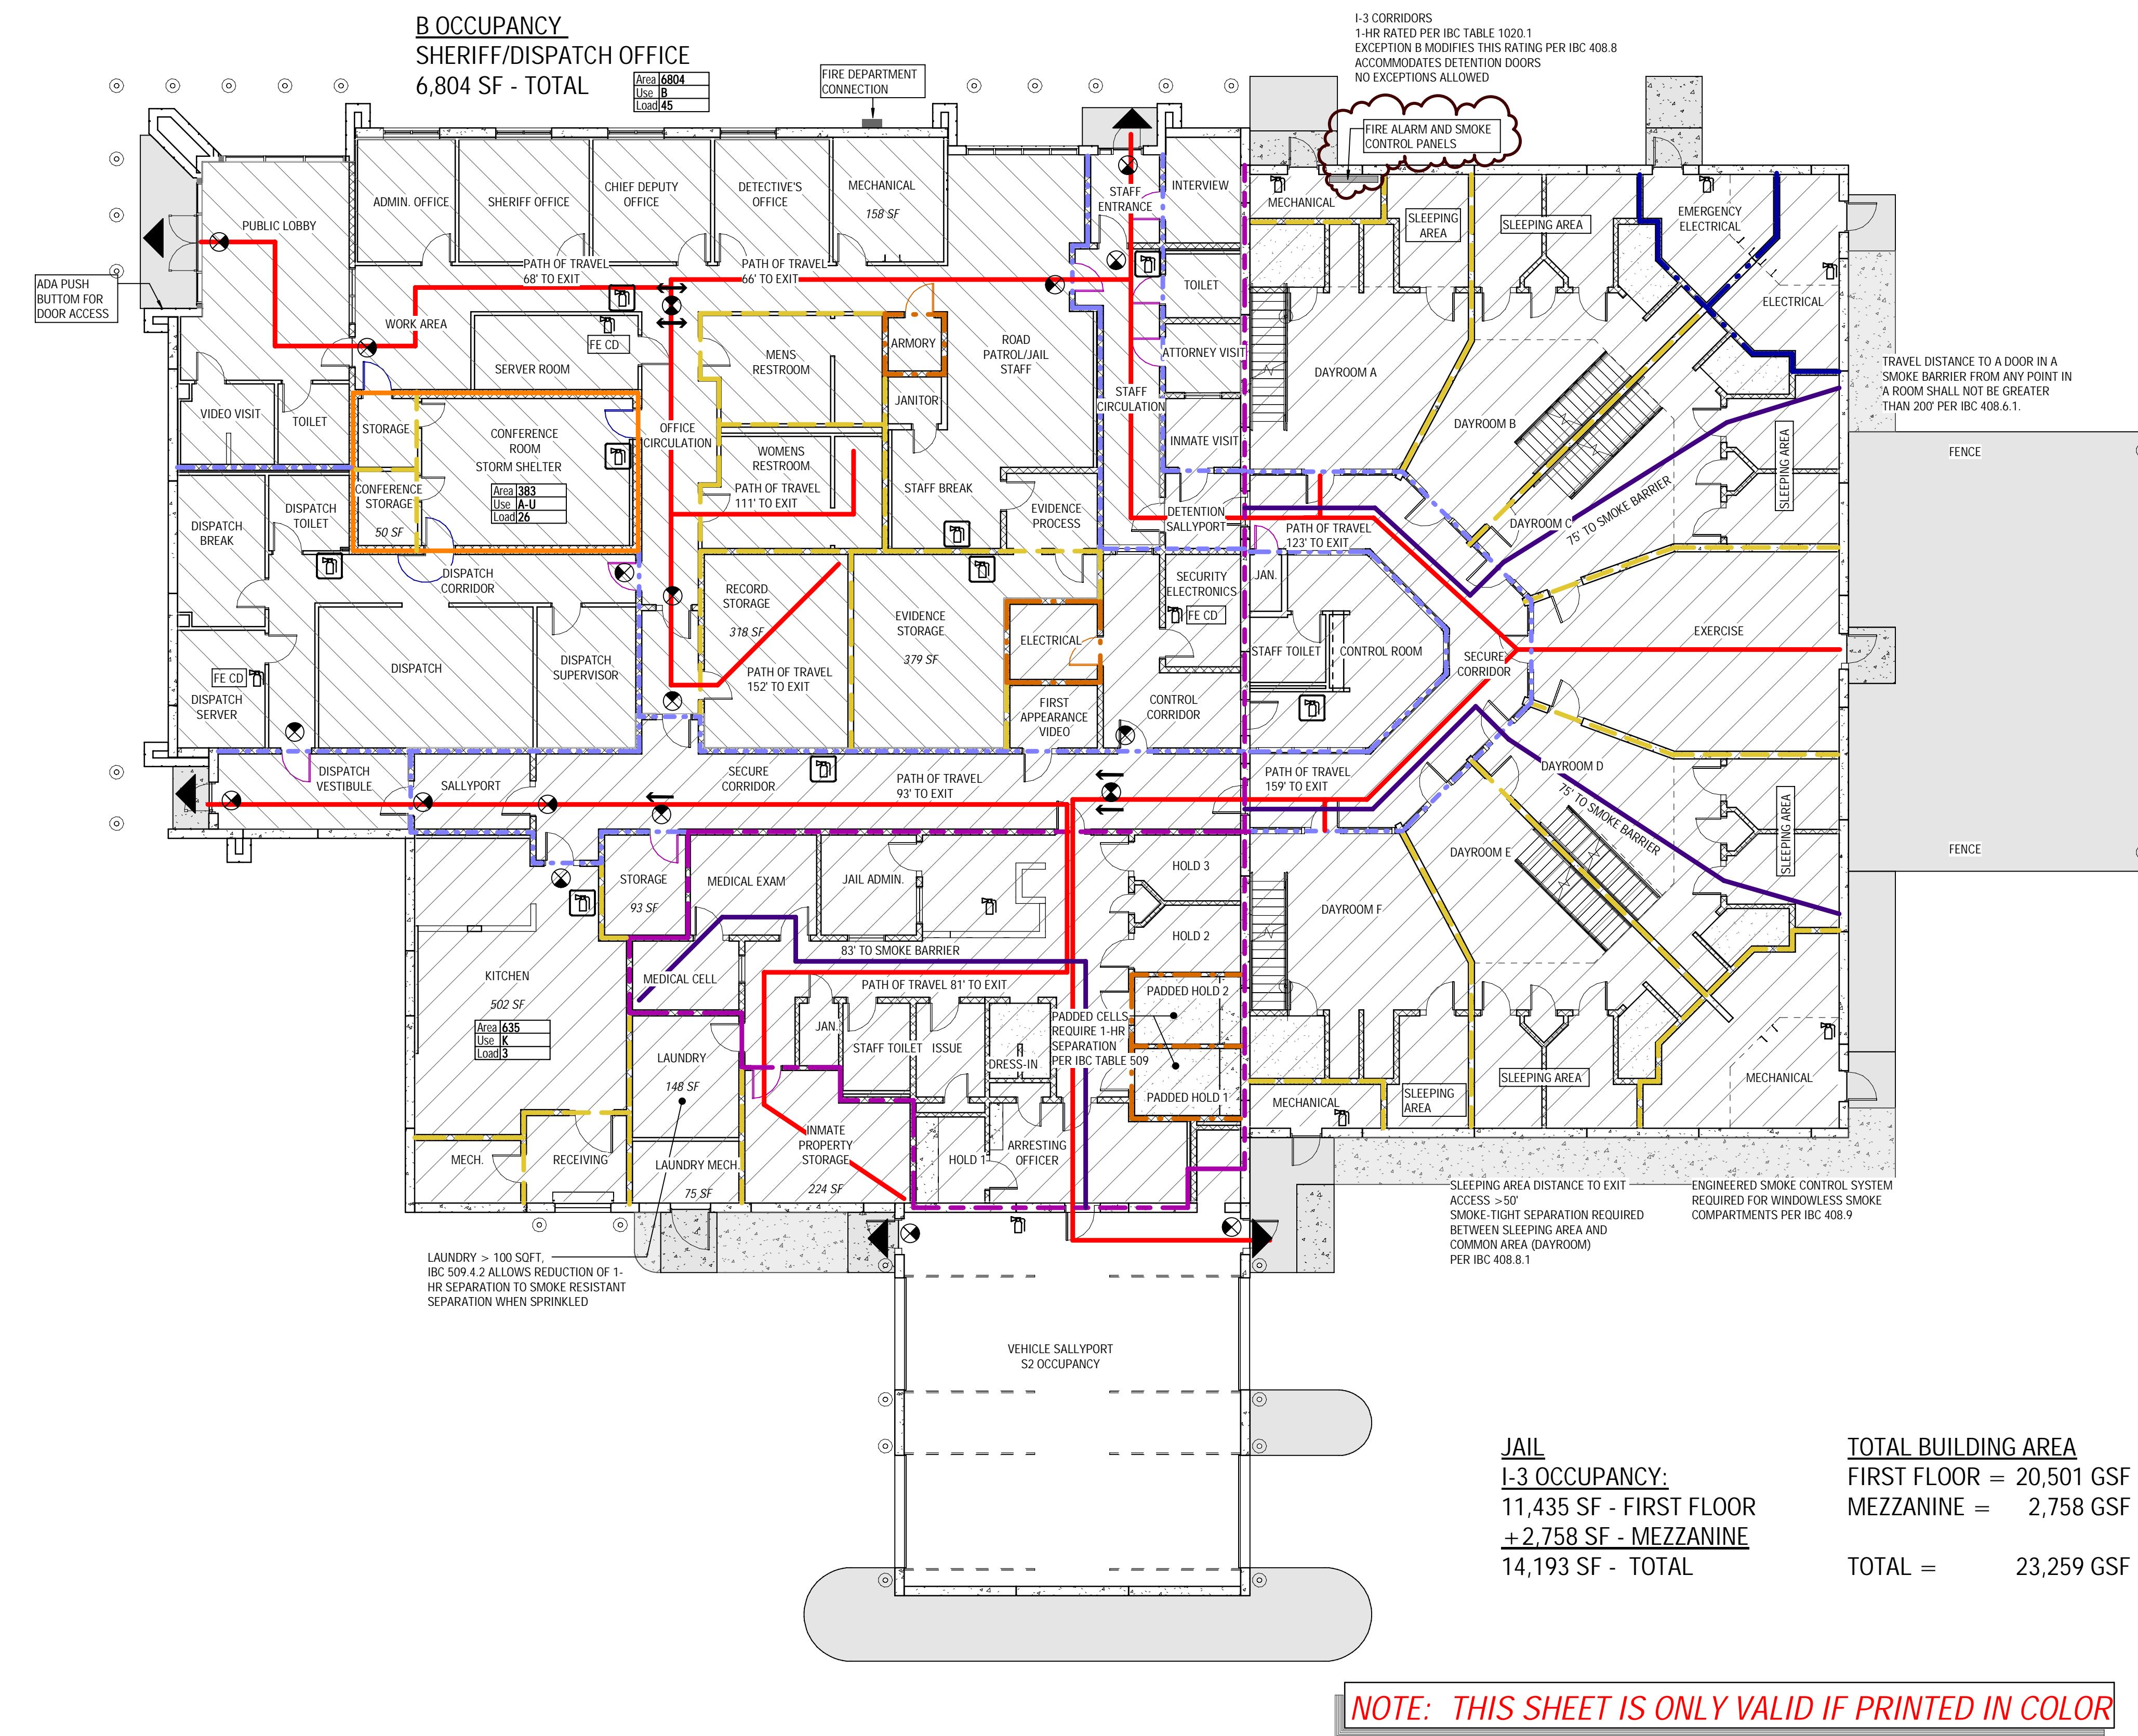 B OCCUPANCY
SHERIFF/DISPATCH OFFICE
6,804 SF - TOTAL
Area 6804
Use B
Load 45
FIRE DEPARTMENT
CONNECTION
I-3 CORRIDORS
1-HR RATED PER IBC TABLE 1020.1
EXCEPTION B MODIFIES THIS RATING PER IBC 408.8
ACCOMMODATES DETENTION DOORS
NO EXCEPTIONS ALLOWED
FIRE ALARM AND SMOKE
CONTROL PANELS
ADA PUSH
BUTTOM FOR
DOOR ACCESS
PUBLIC LOBBY
ADMIN. OFFICE
SHERIFF OFFICE
CHIEF DEPUTY
OFFICE
DETECTIVE'S
OFFICE
MECHANICAL
158 SF
STAFF
ENTRANCE
INTERVIEW
MECHANICAL
SLEEPING
AREA
SLEEPING AREA
EMERGENCY
ELECTRICAL
ELECTRICAL
PATH OF TRAVEL
68' TO EXIT
PATH OF TRAVEL
66' TO EXIT
TOILET
WORK AREA
FE CD
SERVER ROOM
MENS
RESTROOM
ARMORY
ROAD
PATROL/JAIL
STAFF
ATTORNEY VISIT
DAYROOM A
TRAVEL DISTANCE TO A DOOR IN A
SMOKE BARRIER FROM ANY POINT IN
A ROOM SHALL NOT BE GREATER
THAN 200' PER IBC 408.6.1.
VIDEO VISIT
TOILET
STORAGE
CONFERENCE
ROOM
STORM SHELTER
Area 383
Use A-U
Load 26
OFFICE
CIRCULATION
JANITOR
STAFF
CIRCULATION
INMATE VISIT
DAYROOM B
SLEEPING AREA
FENCE
WOMENS
RESTROOM
PATH OF TRAVEL
111' TO EXIT
STAFF BREAK
EVIDENCE
PROCESS
DETENTION
SALLYPORT
PATH OF TRAVEL
123' TO EXIT
DAYROOM C
75' TO SMOKE BARRIER
DISPATCH
BREAK
DISPATCH
TOILET
CONFERENCE
STORAGE
50 SF
DISPATCH
CORRIDOR
RECORD
STORAGE
318 SF
EVIDENCE
STORAGE
379 SF
SECURITY
ELECTRONICS
FE CD
JAN.
ELECTRICAL
STAFF TOILET
CONTROL ROOM
SECURE
CORRIDOR
EXERCISE
FE CD
DISPATCH
SERVER
DISPATCH
DISPATCH
SUPERVISOR
PATH OF TRAVEL
152' TO EXIT
FIRST
APPEARANCE
VIDEO
CONTROL
CORRIDOR
DISPATCH
VESTIBULE
SALLYPORT
SECURE
CORRIDOR
PATH OF TRAVEL
93' TO EXIT
PATH OF TRAVEL
159' TO EXIT
DAYROOM D
75' TO SMOKE BARRIER
SLEEPING AREA
FENCE
STORAGE
93 SF
MEDICAL EXAM
JAIL ADMIN.
HOLD 3
DAYROOM E
DAYROOM F
HOLD 2
83' TO SMOKE BARRIER
KITCHEN
502 SF
Area 635
Use K
Load 3
MEDICAL CELL
PATH OF TRAVEL 81' TO EXIT
PADDED HOLD 2
PADDED CELLS
REQUIRE 1-HR
SEPARATION
PER IBC TABLE 509
JAN.
STAFF TOILET
ISSUE
DRESS-IN
PADDED HOLD 1
LAUNDRY
148 SF
MECHANICAL
SLEEPING
AREA
SLEEPING AREA
MECHANICAL
INMATE
PROPERTY
STORAGE
224 SF
HOLD 1
ARRESTING
OFFICER
MECH.
RECEIVING
LAUNDRY MECH.
75 SF
SLEEPING AREA DISTANCE TO EXIT
ACCESS >50'
SMOKE-TIGHT SEPARATION REQUIRED
BETWEEN SLEEPING AREA AND
COMMON AREA (DAYROOM)
PER IBC 408.8.1
ENGINEERED SMOKE CONTROL SYSTEM
REQUIRED FOR WINDOWLESS SMOKE
COMPARTMENTS PER IBC 408.9
LAUNDRY > 100 SQFT,
IBC 509.4.2 ALLOWS REDUCTION OF 1-
HR SEPARATION TO SMOKE RESISTANT
SEPARATION WHEN SPRINKLED
VEHICLE SALLYPORT
S2 OCCUPANCY
JAIL
I-3 OCCUPANCY:
11,435 SF - FIRST FLOOR
+2,758 SF - MEZZANINE
14,193 SF - TOTAL
TOTAL BUILDING AREA
FIRST FLOOR = 20,501 GSF
MEZZANINE = 2,758 GSF
TOTAL = 23,259 GSF
NOTE: THIS SHEET IS ONLY VALID IF PRINTED IN COLOR